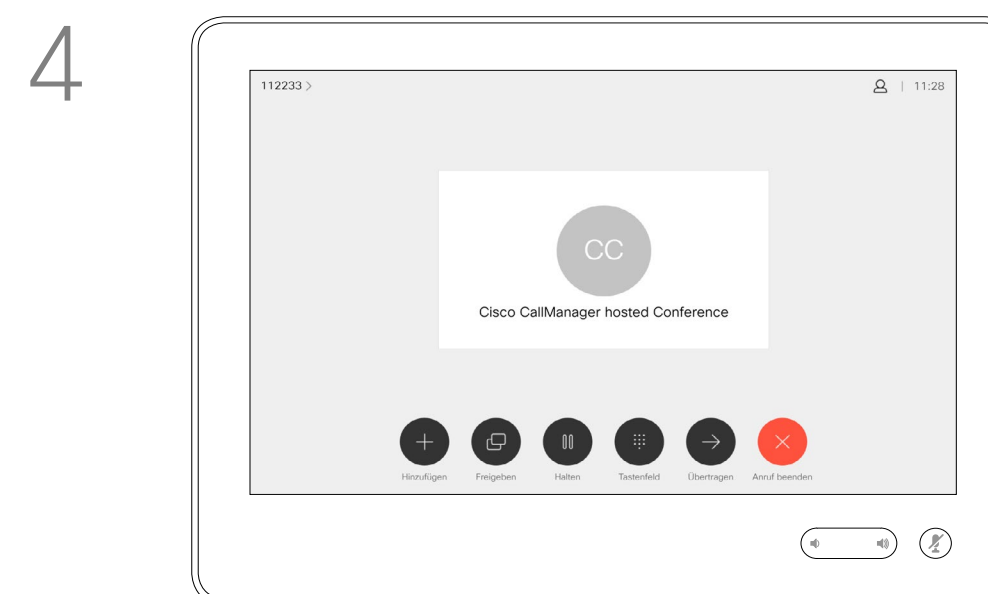 4
112233 >
11:28
CC
Cisco CallManager hosted Conference
Hinzufügen Freigeben Halten Tastenfeld Übertragen Anruf beenden